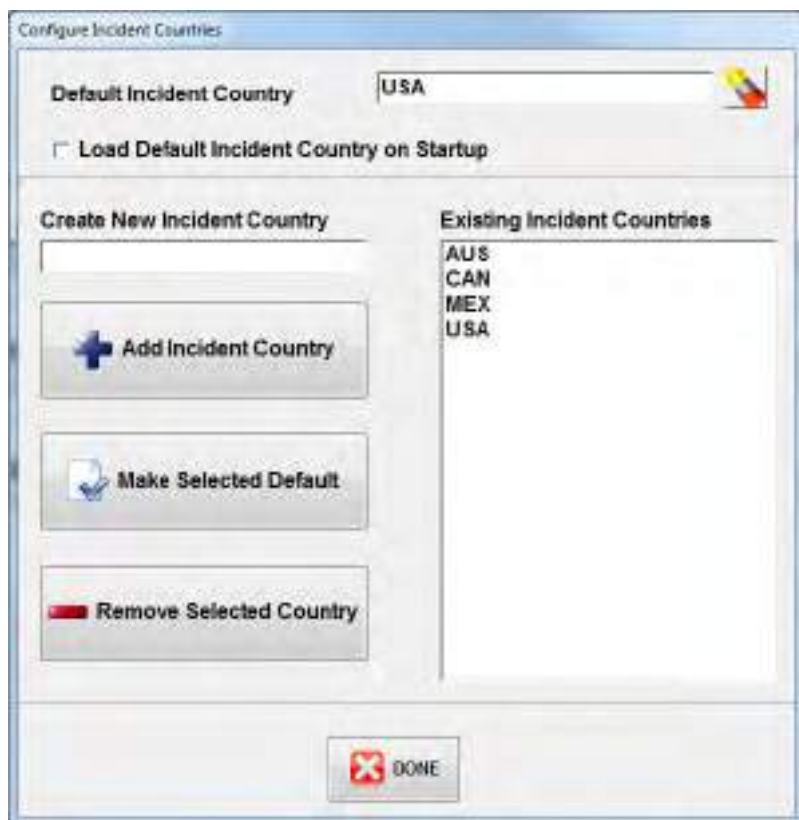 Configure Incident Countries
Default Incident Country
USA
Load Default Incident Country on Startup
Create New Incident Country
Add Incident Country
Make Selected Default
Remove Selected Country
Existing Incident Countries
AUS
CAN
MEX
USA
DONE